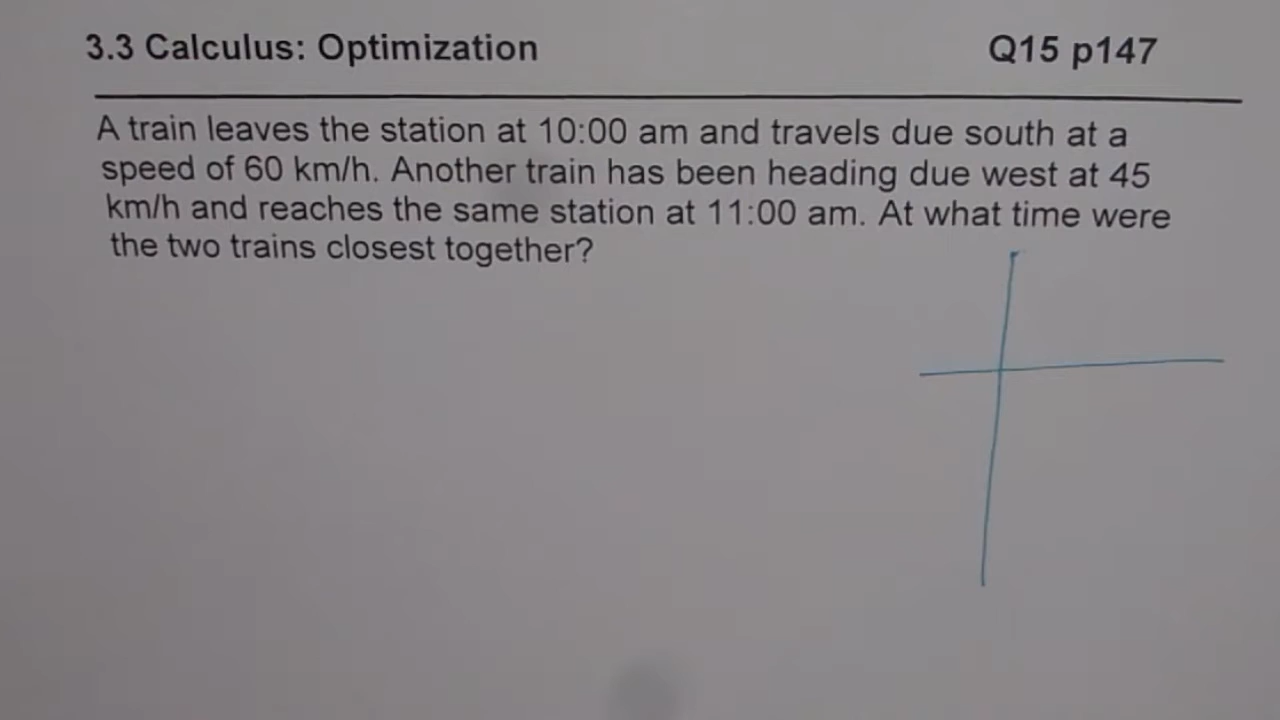 3.3 Calculus: Optimization Q15 p147
A train leaves the station at 10:00 am and travels due south at a
speed of 60 km/h. Another train has been heading due west at 45
km/h and reaches the same station at 11:00 am. At what time were
the two trains closest together?